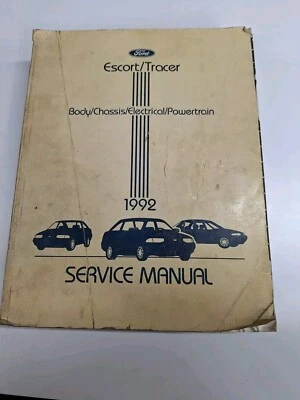 Ford
Escort/Tracer
Body/Chassis/Electrical/Powertrain
1992
SERVICE MANUAL